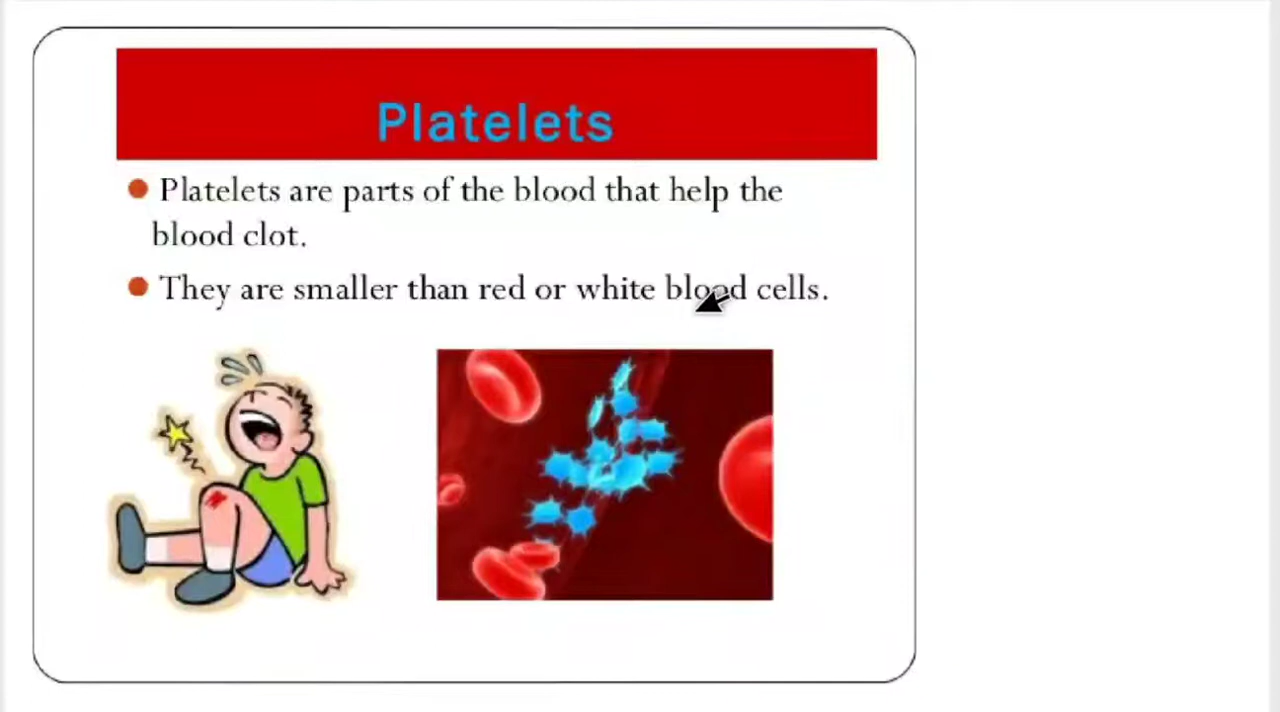 Platelets
Platelets are parts of the blood that help the
blood clot.
They are smaller than red or white blood cells.